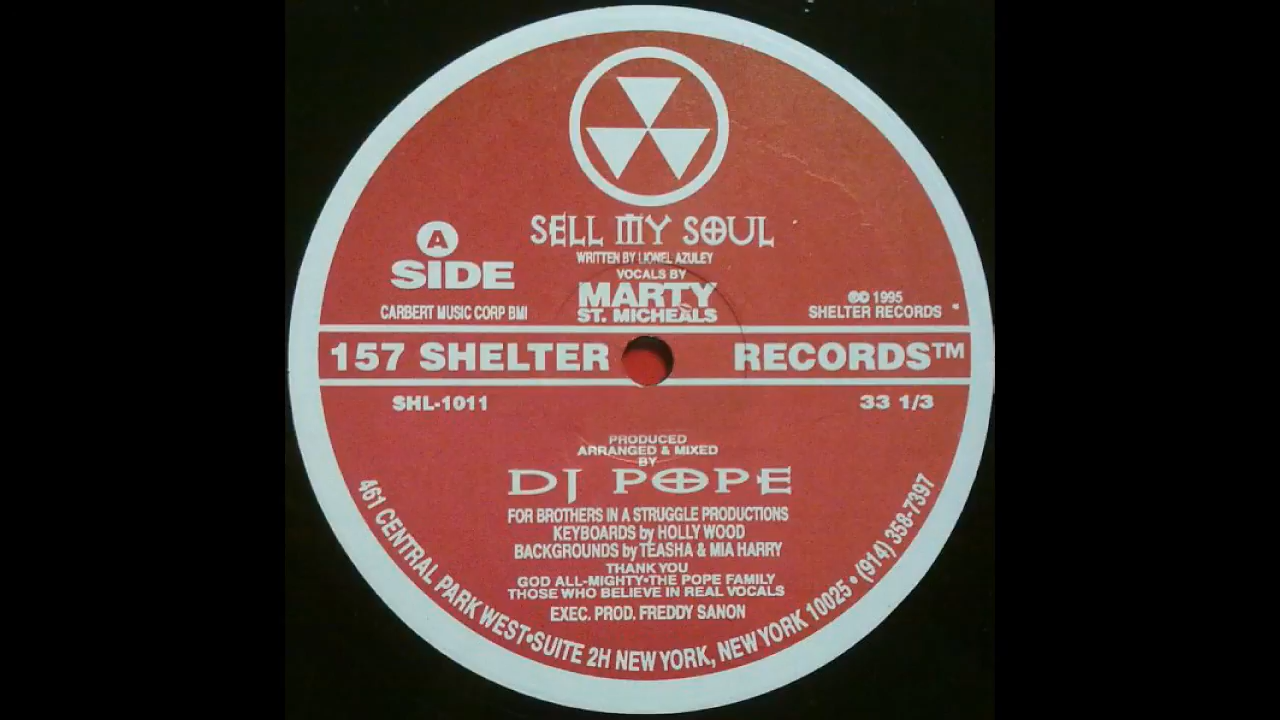 SELL MY SOUL
WRITTEN BY LIONEL AZULEY
VOCALS BY
MARTY
ST. MICHEALS
A
SIDE
CARBERT MUSIC CORP BMI
℗© 1995
SHELTER RECORDS
157 SHELTER RECORDS™
SHL-1011
33 1/3
PRODUCED
ARRANGED & MIXED
BY
DJ POPE
FOR BROTHERS IN A STRUGGLE PRODUCTIONS
KEYBOARDS by HOLLY WOOD
BACKGROUNDS by TEASHA & MIA HARRY
THANK YOU
GOD ALL-MIGHTY•THE POPE FAMILY
THOSE WHO BELIEVE IN REAL VOCALS
EXEC. PROD. FREDDY SANON
461 CENTRAL PARK WEST•SUITE 2H NEW YORK, NEW YORK 10025 • (914) 358-7397